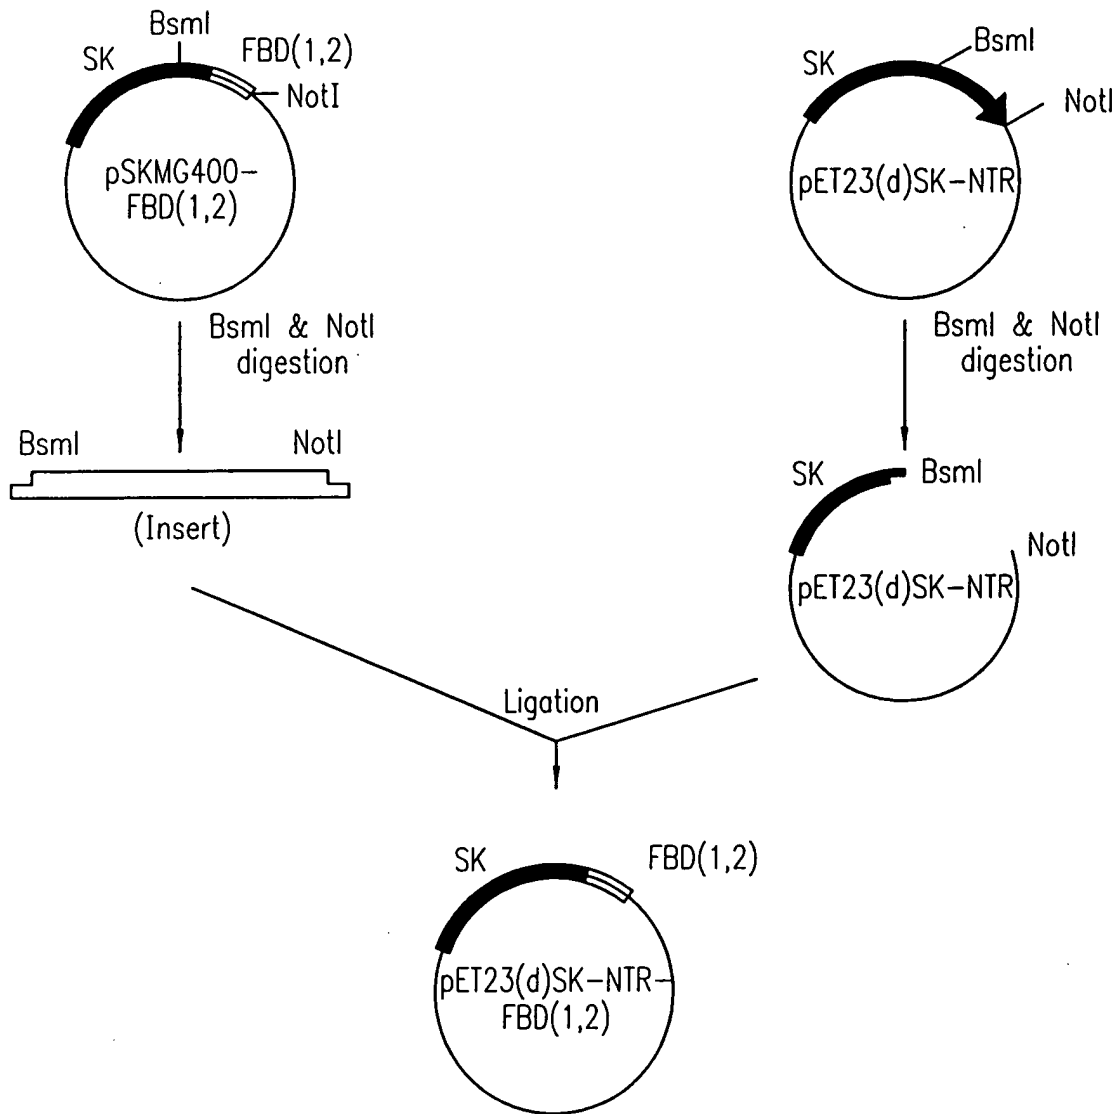 BsmI
SK
FBD(1,2)
NotI
pSKMG400-
FBD(1,2)
BsmI & NotI
digestion
BsmI
NotI
(Insert)
BsmI
SK
NotI
pET23(d)SK-NTR
BsmI & NotI
digestion
SK
BsmI
NotI
pET23(d)SK-NTR
Ligation
SK
FBD(1,2)
pET23(d)SK-NTR-
FBD(1,2)